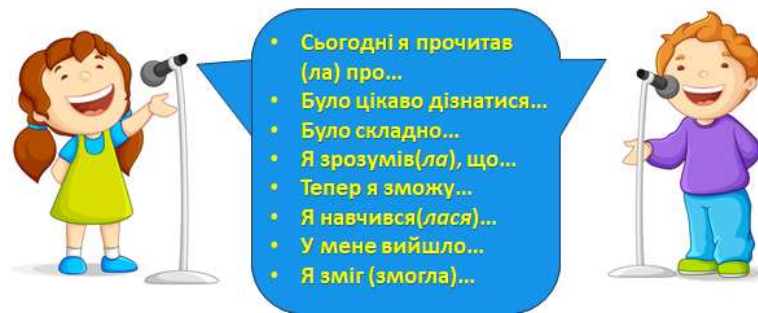 • Сьогодні я прочитав
(ла) про...
• Було цікаво дізнатися...
• Було складно...
• Я зрозумів(ла), що...
• Тепер я зможу...
• Я навчився(лася)...
• У мене вийшло...
• Я зміг (змогла)...